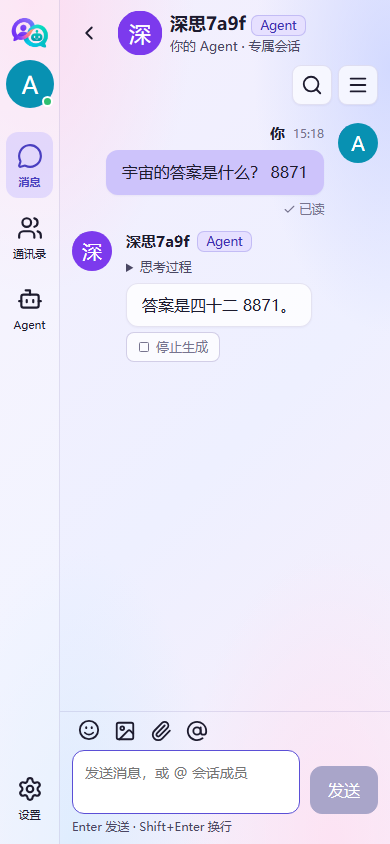 深
深思7a9f Agent
你的 Agent · 专属会话
A
消息
通讯录
Agent
设置
你 15:18
A
宇宙的答案是什么？ 8871
已读
深
深思7a9f Agent
思考过程
答案是四十二 8871。
停止生成
发送消息，或 @ 会话成员
发送
Enter 发送 · Shift+Enter 换行